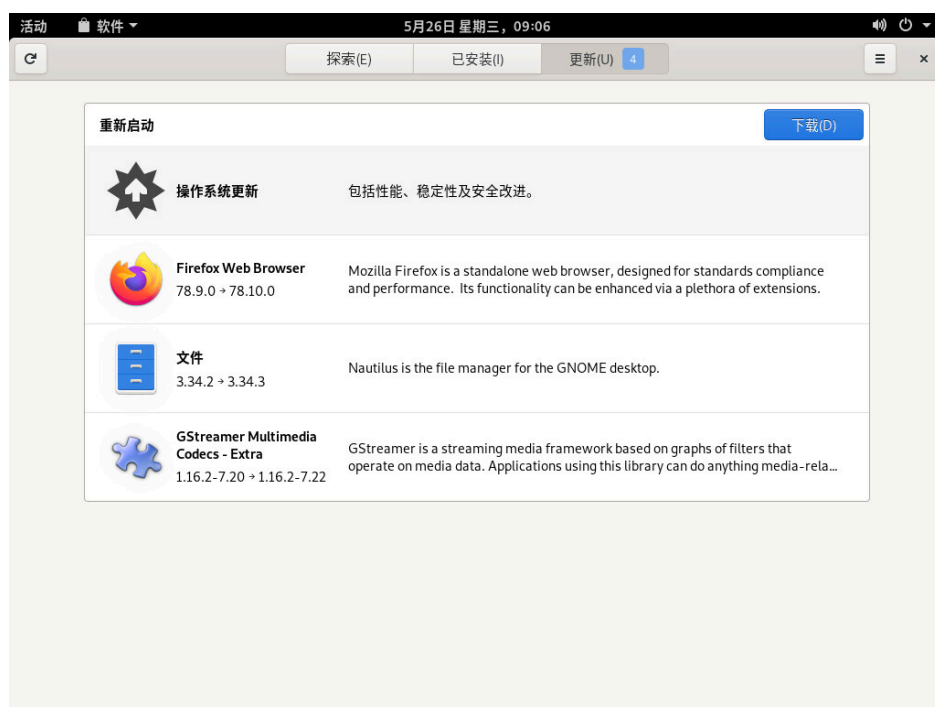 活动 软件 5月26日 星期三，09:06
探索(E) 已安装(I) 更新(U) 4
重新启动 下载(D)
操作系统更新 包括性能、稳定性及安全改进。
Firefox Web Browser
78.9.0 → 78.10.0
Mozilla Firefox is a standalone web browser, designed for standards compliance
and performance. Its functionality can be enhanced via a plethora of extensions.
文件
3.34.2 → 3.34.3
Nautilus is the file manager for the GNOME desktop.
GStreamer Multimedia
Codecs - Extra
1.16.2-7.20 → 1.16.2-7.22
GStreamer is a streaming media framework based on graphs of filters that
operate on media data. Applications using this library can do anything media-rela…